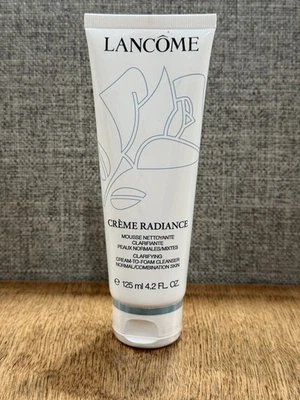 LANCÔME
CRÈME RADIANCE
MOUSSE NETTOYANTE
CLARIFIANTE
PEAUX NORMALES/MIXTES
CLARIFYING
CREAM-TO-FOAM CLEANSER
NORMAL/COMBINATION SKIN
℮ 125 ml 4.2 FL. OZ.